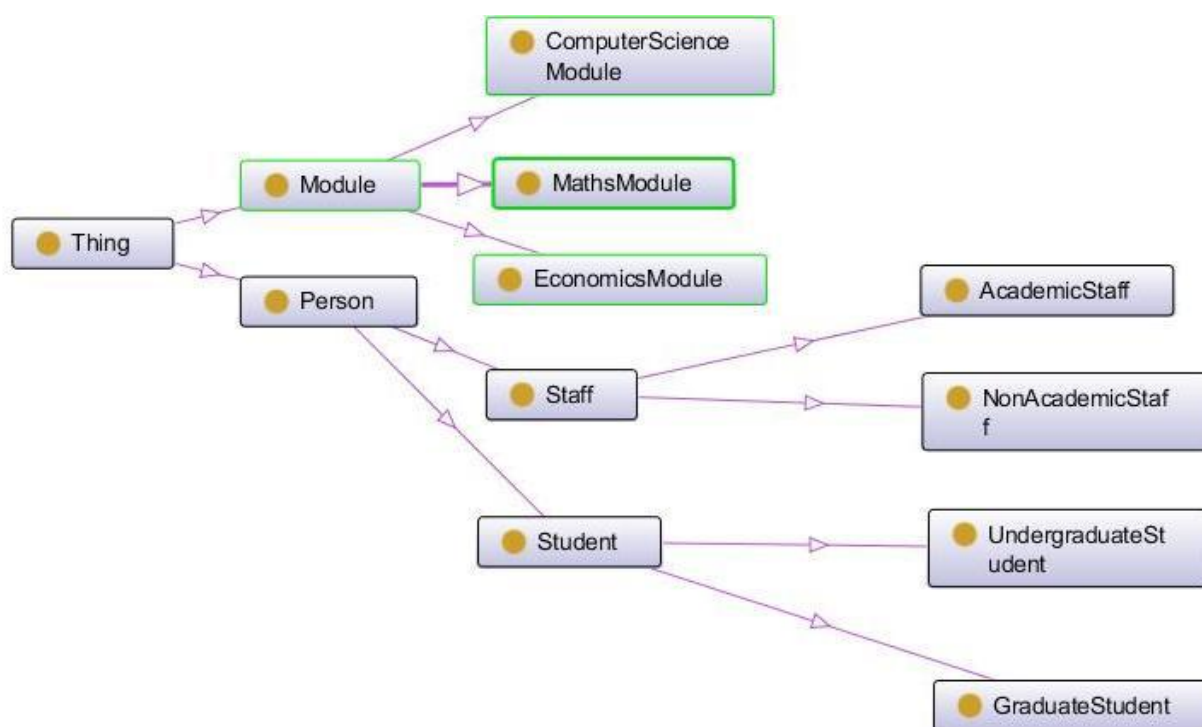 ComputerScience
Module
Module
MathsModule
Thing
EconomicsModule
Person
AcademicStaff
Staff
NonAcademicStaf
f
Student
UndergraduateSt
udent
GraduateStudent